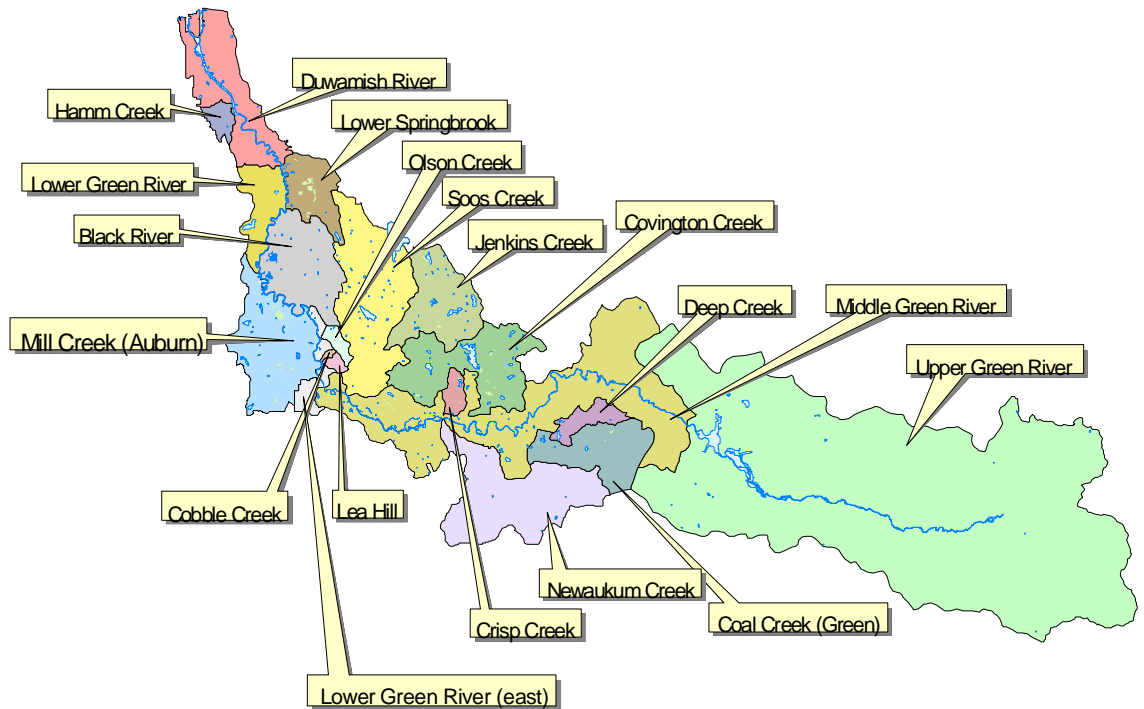 Duwamish River
Hamm Creek
Lower Springbrook
Olson Creek
Lower Green River
Soos Creek
Covington Creek
Black River
Jenkins Creek
Deep Creek
Middle Green River
Mill Creek (Auburn)
Upper Green River
Cobble Creek
Lea Hill
Newaukum Creek
Coal Creek (Green)
Crisp Creek
Lower Green River (east)